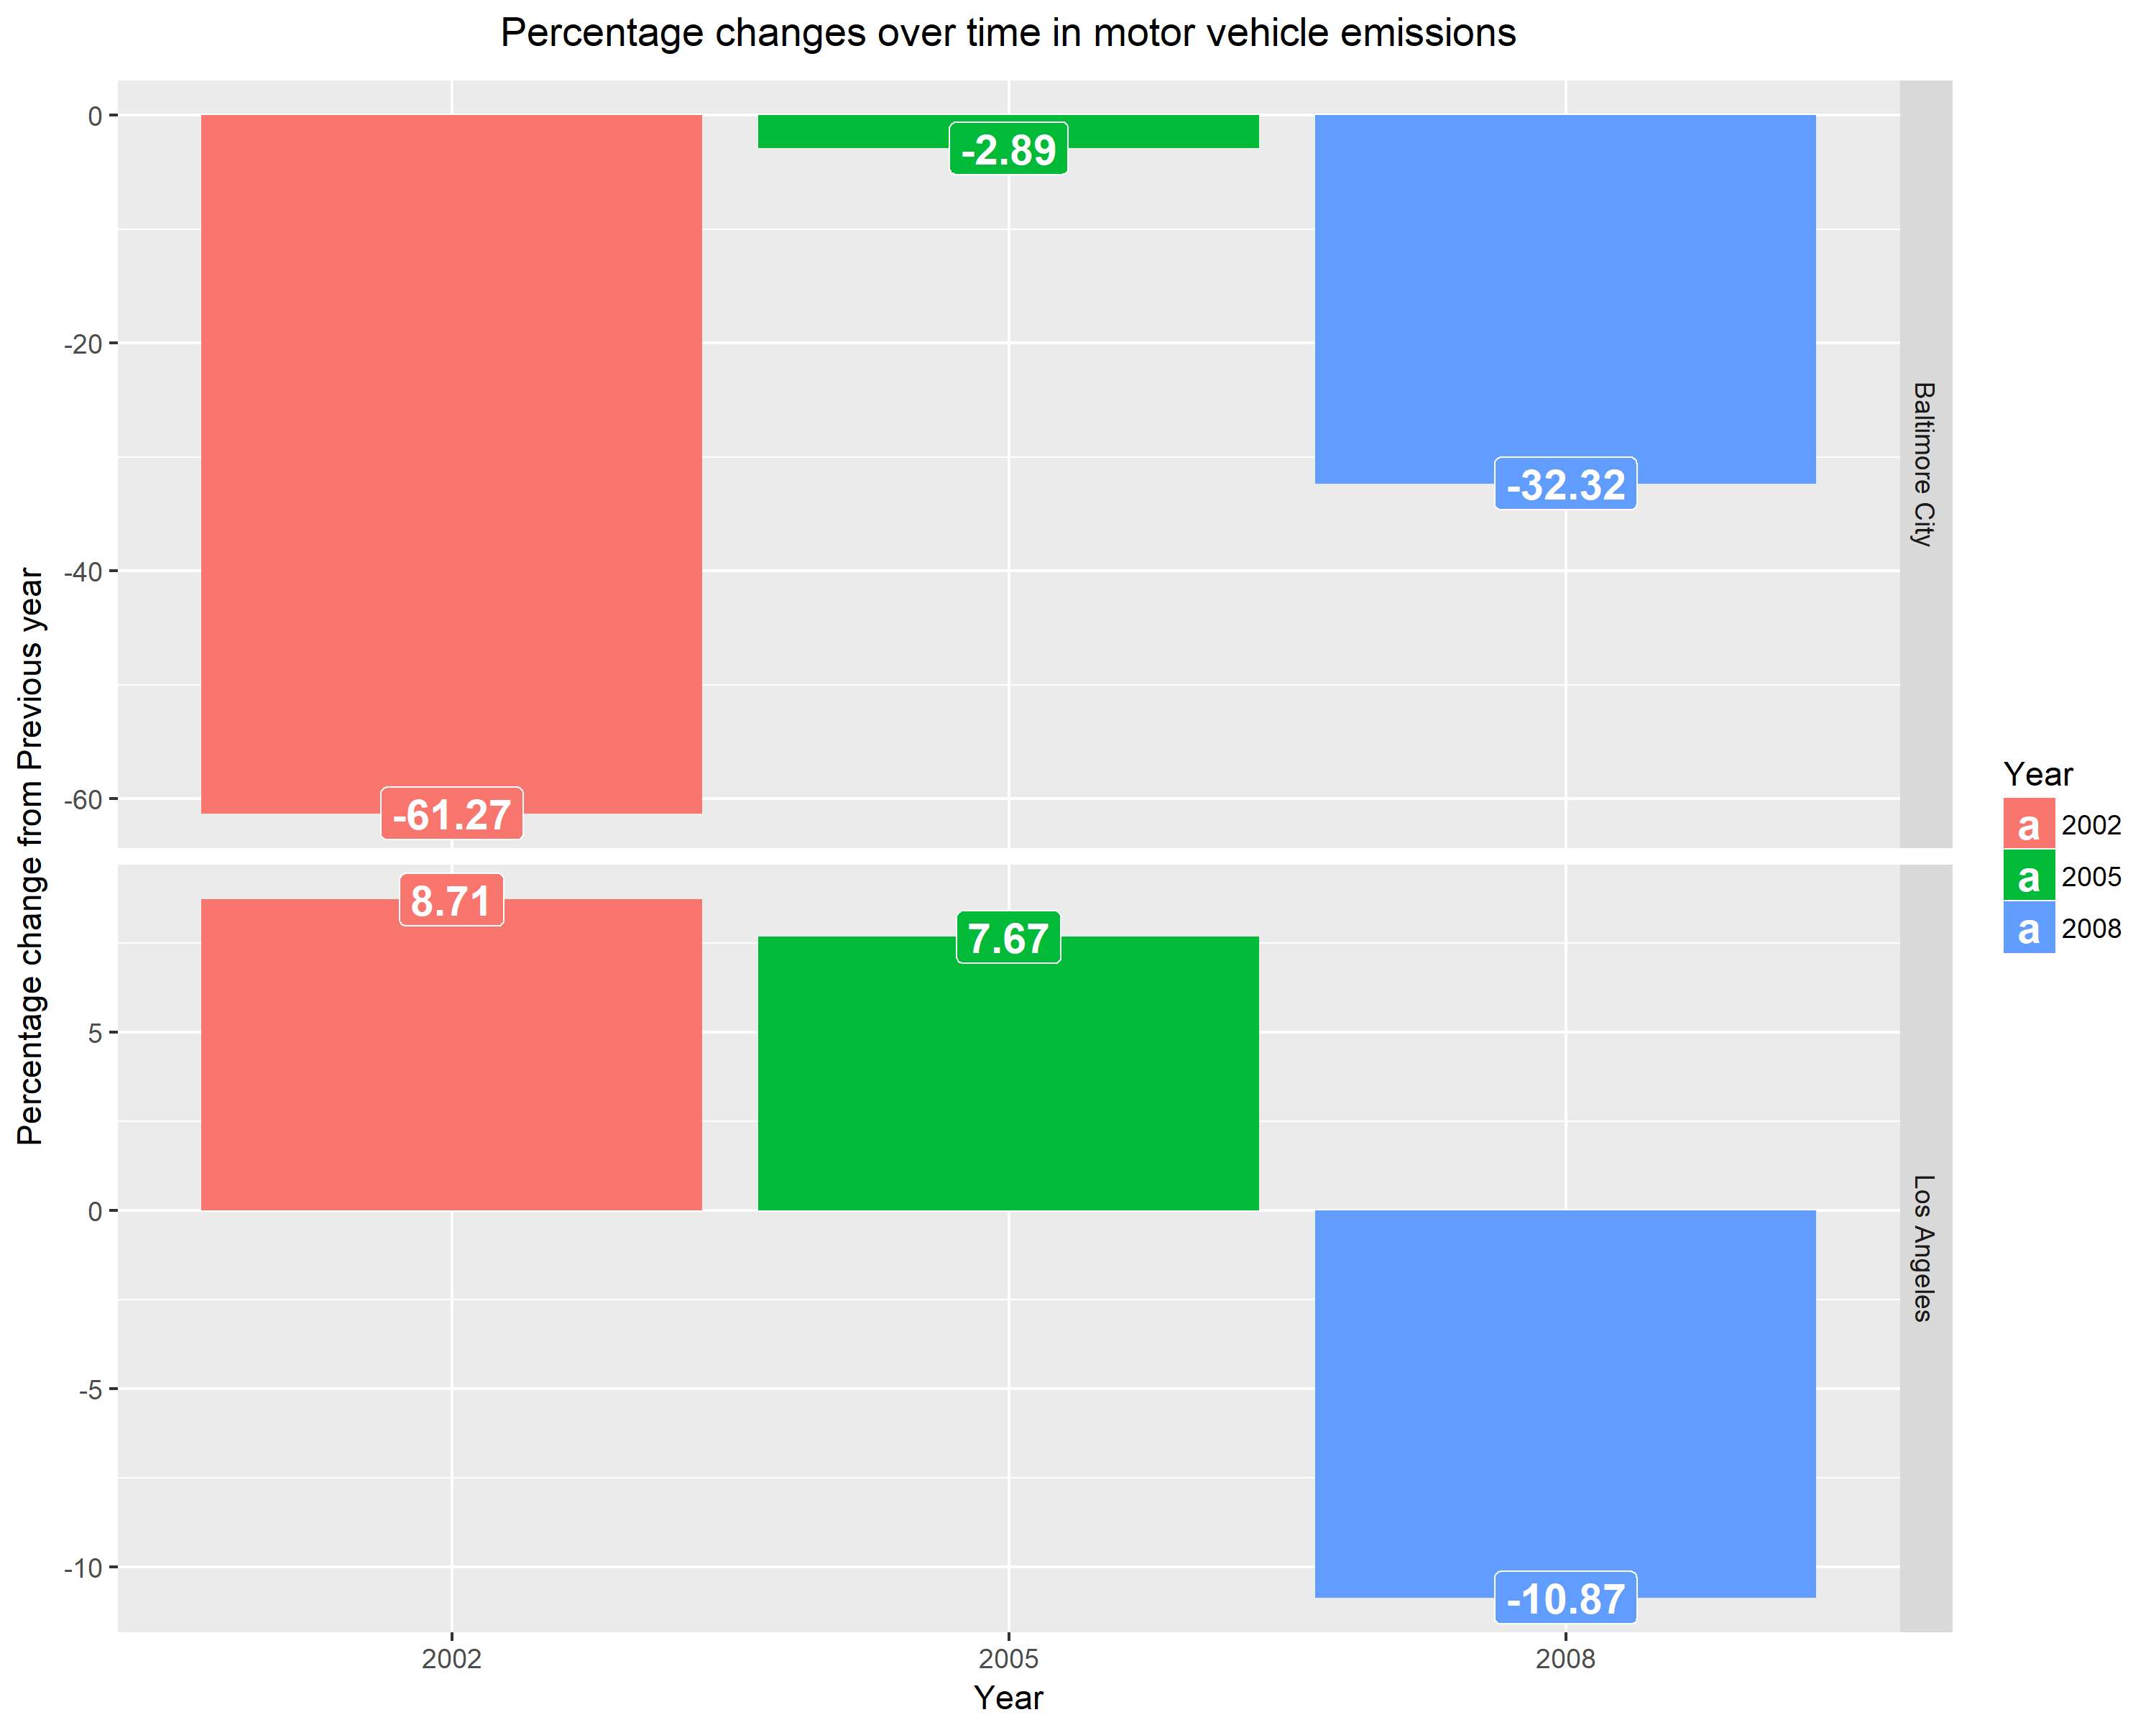 Percentage changes over time in motor vehicle emissions
Percentage change from Previous year
0
-20
-40
-60
-61.27
-2.89
-32.32
Baltimore City
5
0
-5
-10
8.71
7.67
-10.87
Los Angeles
2002
2005
2008
Year
Year
a 2002
a 2005
a 2008